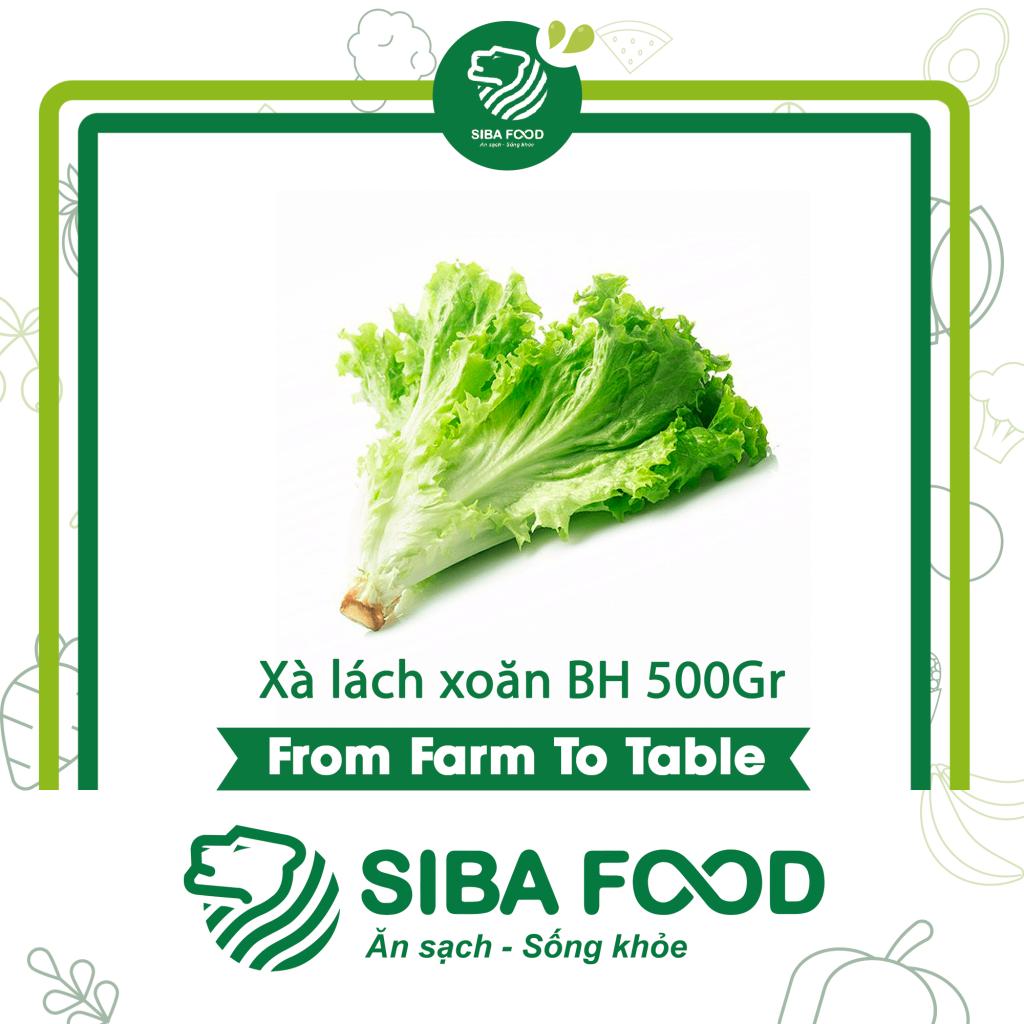 SIBA FOOD
Ăn sạch - Sống khỏe
Xà lách xoăn BH 500Gr
From Farm To Table
SIBA FOOD
Ăn sạch - Sống khỏe